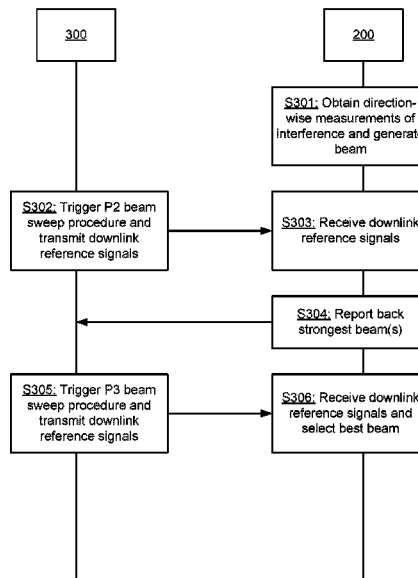 300
200
S301: Obtain direction-
wise measurements of
interference and generate
beam
S302: Trigger P2 beam
sweep procedure and
transmit downlink
reference signals
S303: Receive downlink
reference signals
S304: Report back
strongest beam(s)
S305: Trigger P3 beam
sweep procedure and
transmit downlink
reference signals
S306: Receive downlink
reference signals and
select best beam